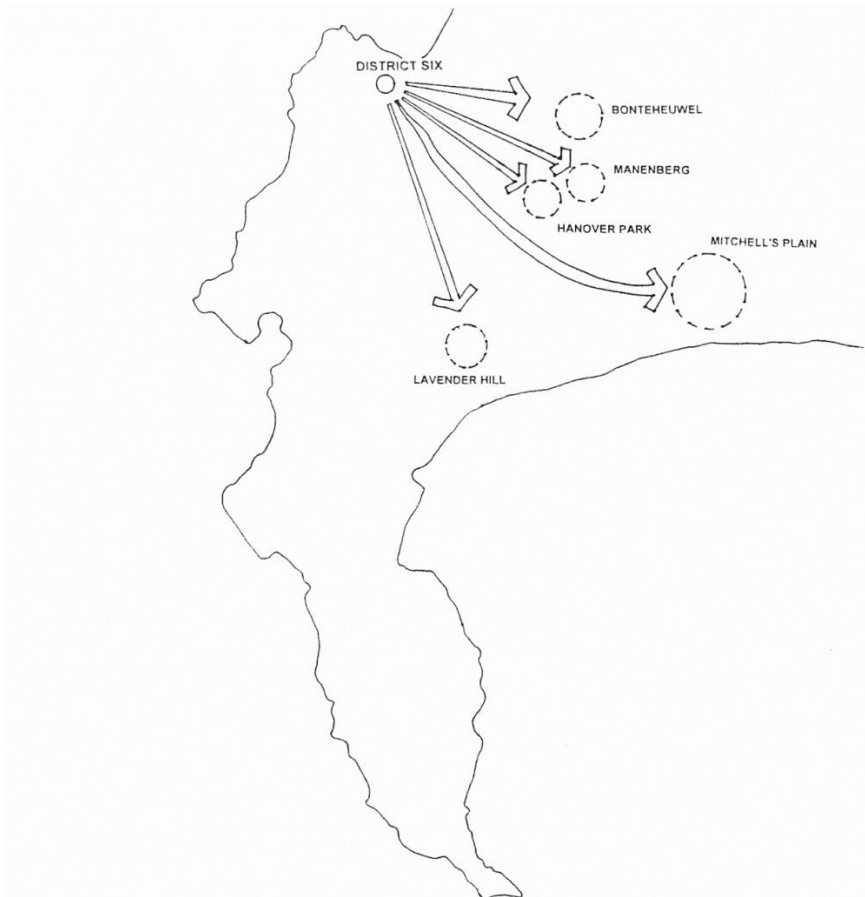 DISTRICT SIX
BONTEHEUWEL
MANENBERG
HANOVER PARK
MITCHELL'S PLAIN
LAVENDER HILL